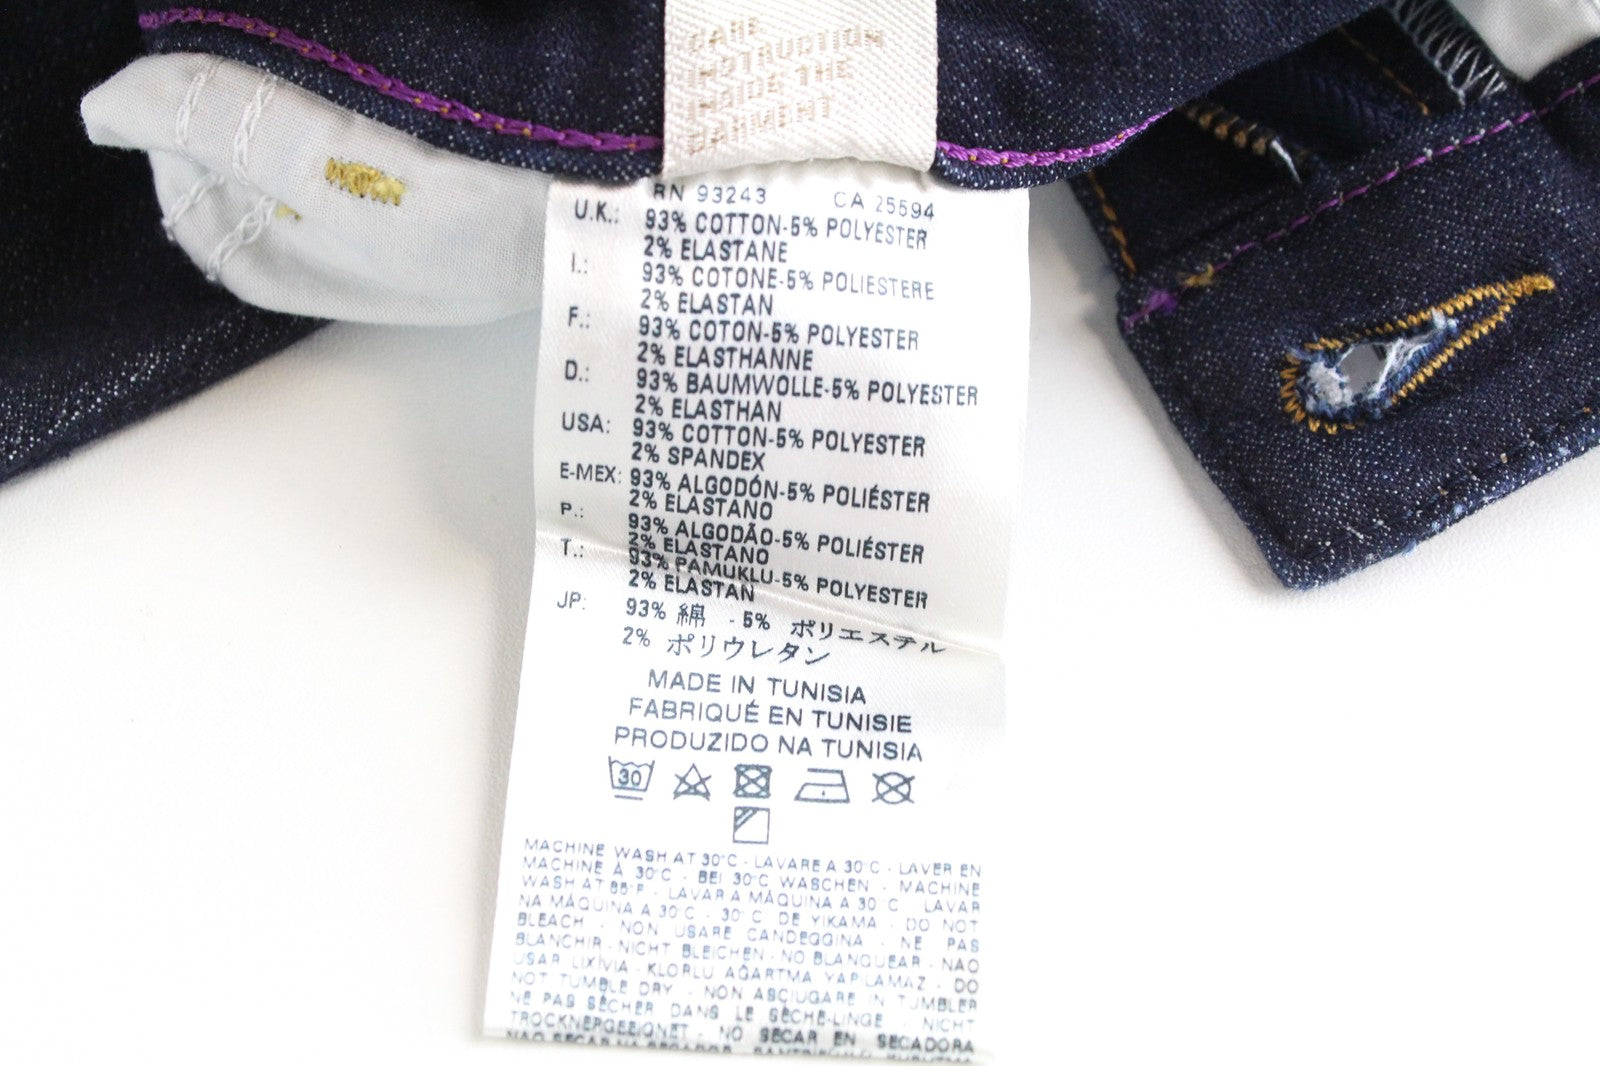 CARE
INSTRUCTION
INSIDE THE
GARMENT
RN 93243 CA 25594
U.K.: 93% COTTON-5% POLYESTER
2% ELASTANE
I.: 93% COTONE-5% POLIESTERE
2% ELASTAN
F.: 93% COTON-5% POLYESTER
2% ELASTHANNE
D.: 93% BAUMWOLLE-5% POLYESTER
2% ELASTHAN
USA: 93% COTTON-5% POLYESTER
2% SPANDEX
E-MEX: 93% ALGODÓN-5% POLIÉSTER
2% ELASTANO
P.: 93% ALGODÃO-5% POLIÉSTER
2% ELASTANO
T.: 93% PAMUKLU-5% POLYESTER
2% ELASTAN
JP: 93% 綿 - 5% ポリエステル
2% ポリウレタン
MADE IN TUNISIA
FABRIQUÉ EN TUNISIE
PRODUZIDO NA TUNISIA
30
MACHINE WASH AT 30°C - LAVARE A 30°C - LAVER EN
MACHINE À 30°C - BEI 30°C WASCHEN - MACHINE
WASH AT 85°F - LAVAR A MÁQUINA A 30°C LAVAR
NA MÁQUINA A 30°C - 30°C DE YIKAMA - DO NOT
BLEACH - NON USARE CANDEGGINA - NE PAS
BLANCHIR - NICHT BLEICHEN - NO BLANQUEAR - NAO
USAR LIXÍVIA - KLORLU AĞARTMA YAPILAMAZ - DO
NOT TUMBLE DRY - NON ASCIUGARE IN TUMBLER
NE PAS SÈCHER DANS LE SÈCHE-LINGE - NICHT
TROCKNERGEEIGNET - NO SECAR EN SECADORA
NAO SECAR NA SECADOR